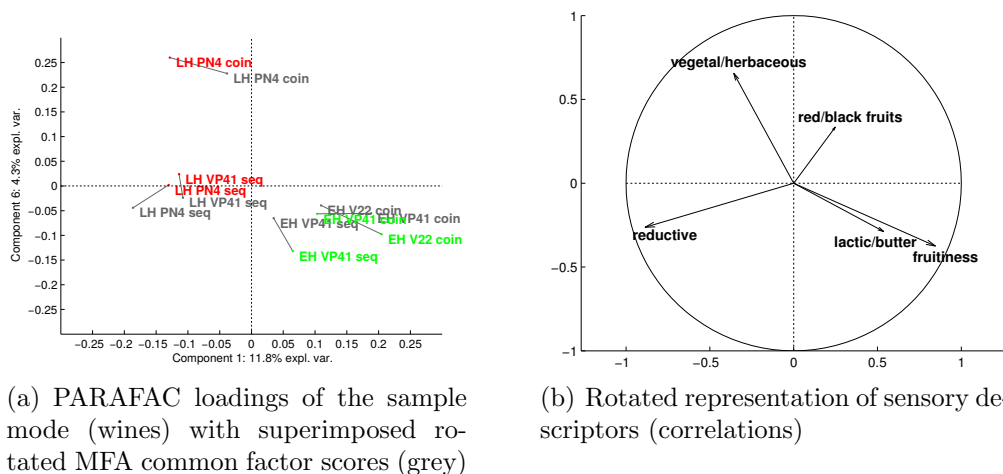 0.25
0.2
0.15
0.1
0.05
0
-0.05
-0.1
-0.15
-0.2
-0.25
Component 6: 4.3% expl. var.
LH PN4 coin
LH PN4 coin
LH VP41 seq
LH PN4 seq
LH VP41 seq
LH PN4 seq
EH V22 coin
EH VP41 coin
EH VP41 coin
EH VP41 seq
EH V22 coin
EH VP41 seq
-0.25 -0.2 -0.15 -0.1 -0.05 0 0.05 0.1 0.15 0.2 0.25
Component 1: 11.8% expl. var.
(a) PARAFAC loadings of the sample
mode (wines) with superimposed ro-
tated MFA common factor scores (grey)
1
0.5
0
-0.5
-1
vegetal/herbaceous
red/black fruits
reductive
lactic/butter
fruitiness
-1 -0.5 0 0.5 1
(b) Rotated representation of sensory de-
scriptors (correlations)